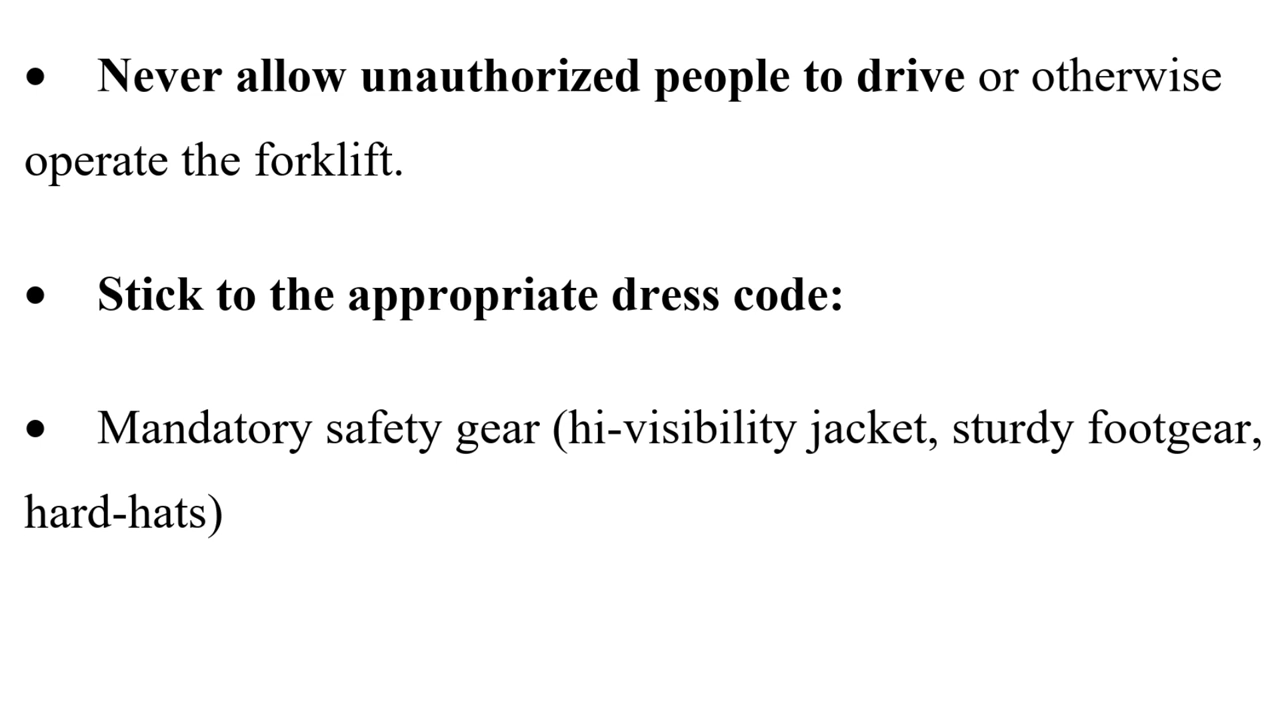 • Never allow unauthorized people to drive or otherwise
operate the forklift.
• Stick to the appropriate dress code:
• Mandatory safety gear (hi-visibility jacket, sturdy footgear,
hard-hats)